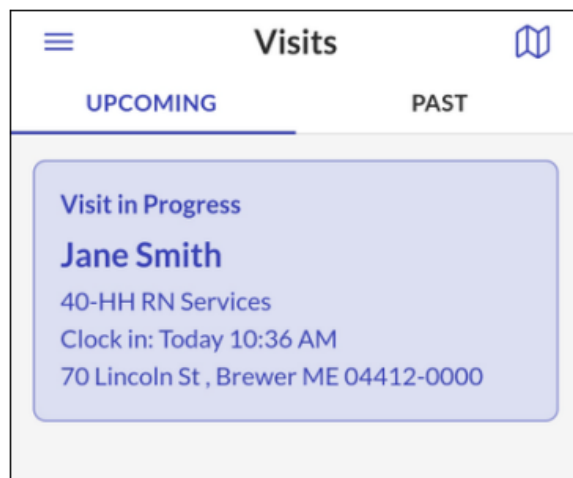 Visits
UPCOMING PAST
Visit in Progress
Jane Smith
40-HH RN Services
Clock in: Today 10:36 AM
70 Lincoln St , Brewer ME 04412-0000